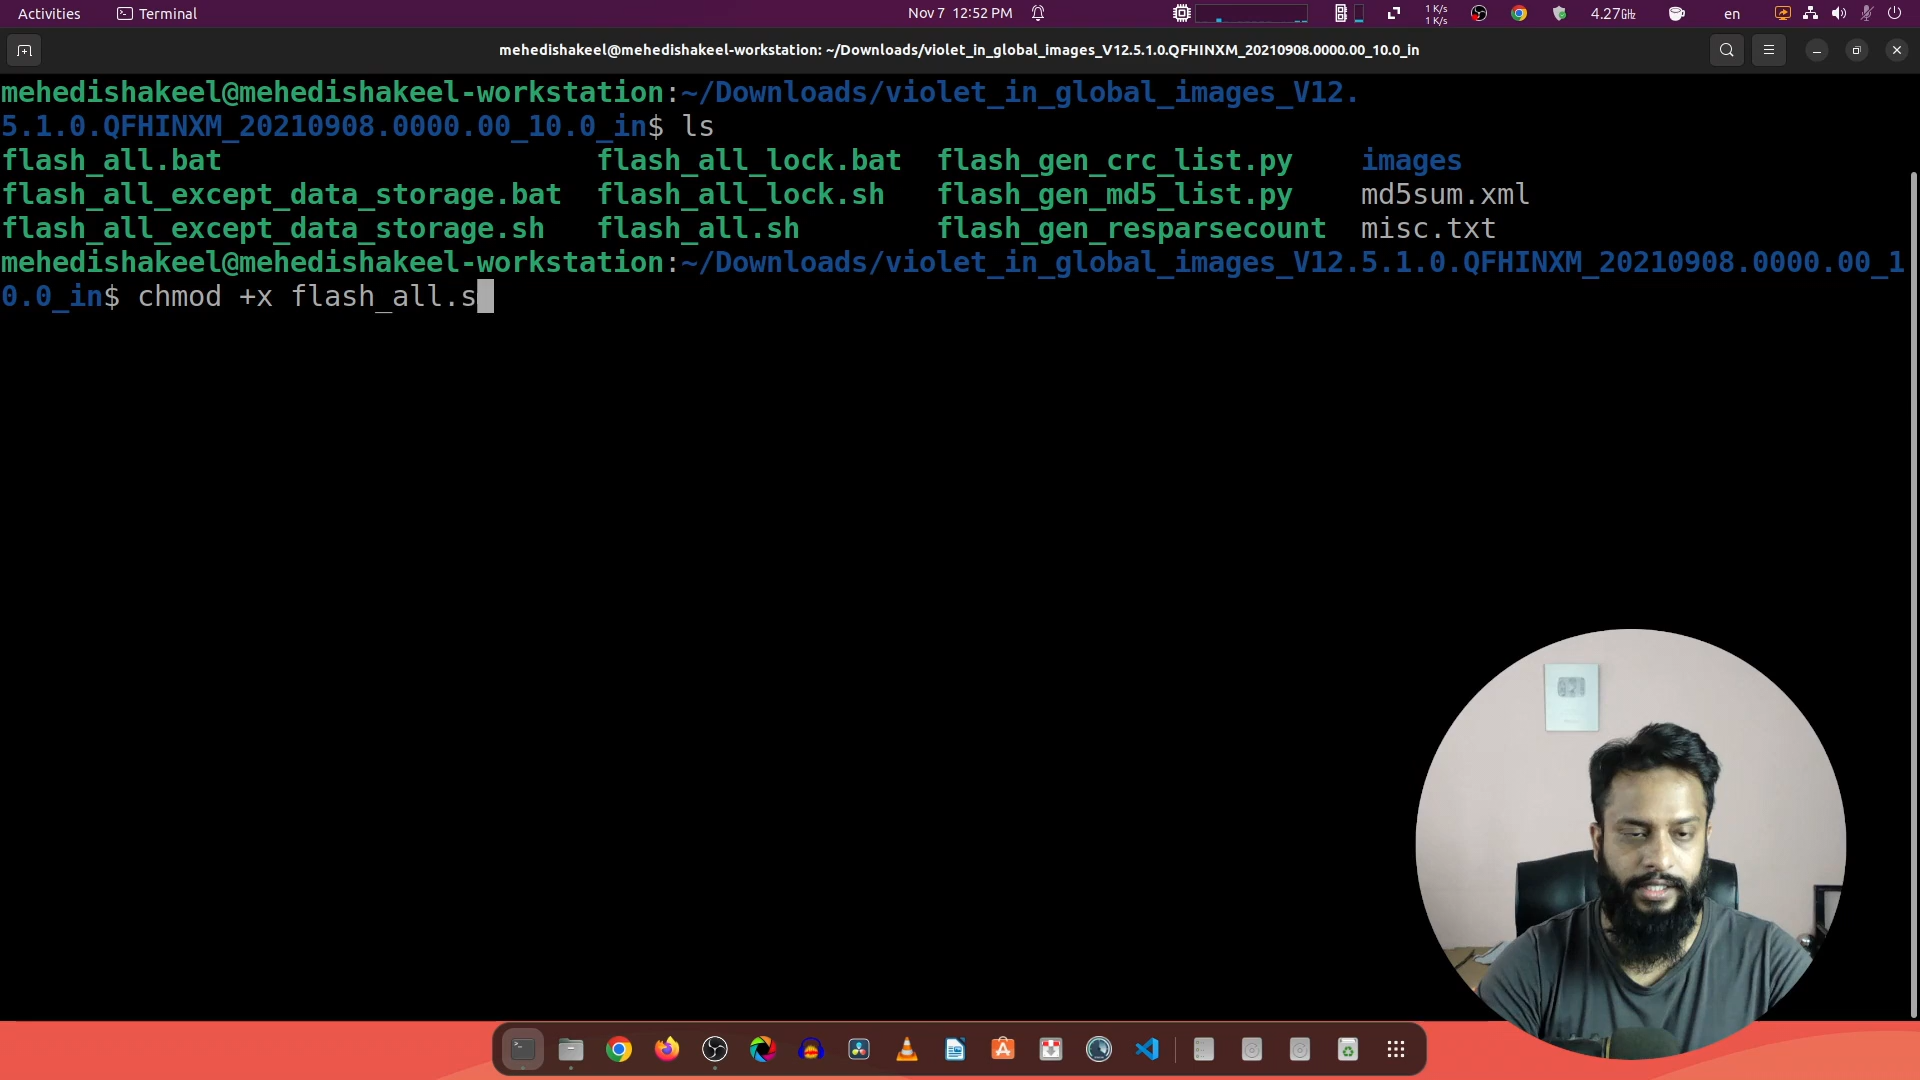 Activities Terminal Nov 7 12:52 PM 1 K/s 1 K/s 4.27GHz en
mehedishakeel@mehedishakeel-workstation: ~/Downloads/violet_in_global_images_V12.5.1.0.QFHINXM_20210908.0000.00_10.0_in
mehedishakeel@mehedishakeel-workstation:~/Downloads/violet_in_global_images_V12.
5.1.0.QFHINXM_20210908.0000.00_10.0_in$ ls
flash_all.bat flash_all_lock.bat flash_gen_crc_list.py images
flash_all_except_data_storage.bat flash_all_lock.sh flash_gen_md5_list.py md5sum.xml
flash_all_except_data_storage.sh flash_all.sh flash_gen_resparsecount misc.txt
mehedishakeel@mehedishakeel-workstation:~/Downloads/violet_in_global_images_V12.5.1.0.QFHINXM_20210908.0000.00_1
0.0_in$ chmod +x flash_all.s